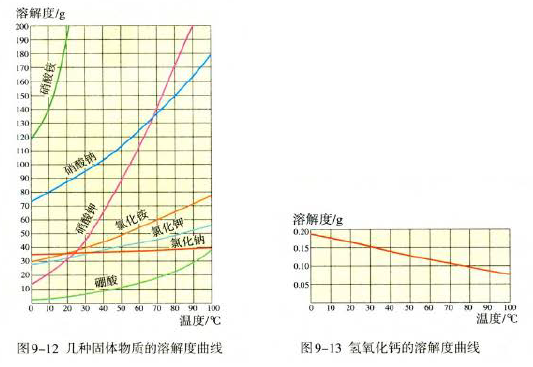 溶解度/g
200
190
180
170
160
150
140
130
120
110
100
90
80
70
60
50
40
30
20
10
硝酸铵
硝酸钠
硝酸钾
氯化铵
氯化钾
氯化钠
硼酸
0 10 20 30 40 50 60 70 80 90 100
温度/℃
图9-12 几种固体物质的溶解度曲线
溶解度/g
0.20
0.15
0.10
0.05
0 10 20 30 40 50 60 70 80 90 100
温度/℃
图9-13 氢氧化钙的溶解度曲线